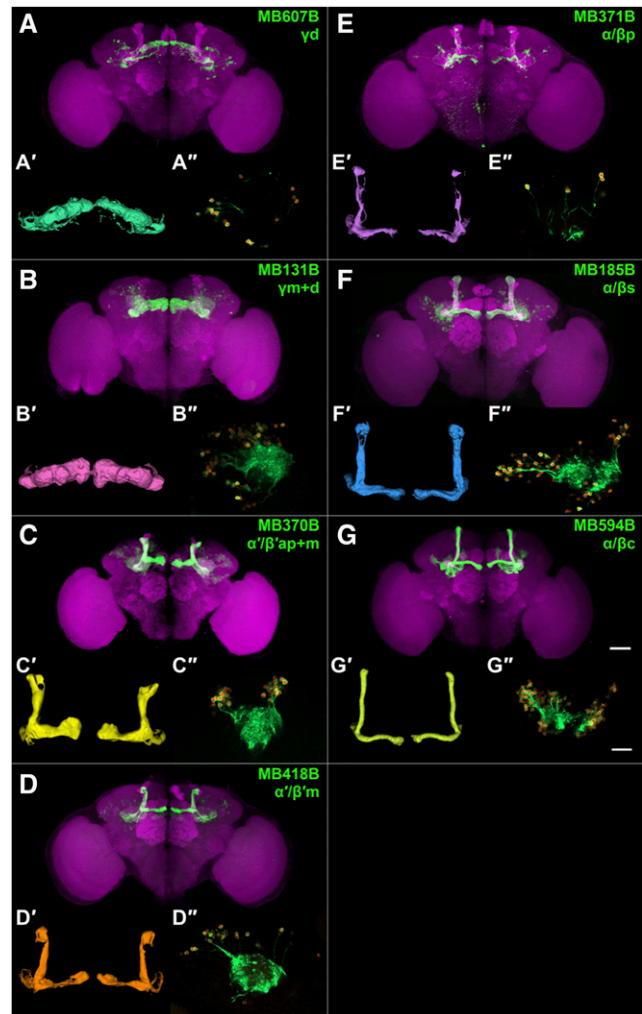 A
MB607B
γd
A′
A″
B
MB131B
γm+d
B′
B″
C
MB370B
α′/β′ap+m
C′
C″
D
MB418B
α′/β′m
D′
D″
E
MB371B
α/βp
E′
E″
F
MB185B
α/βs
F′
F″
G
MB594B
α/βc
G′
G″